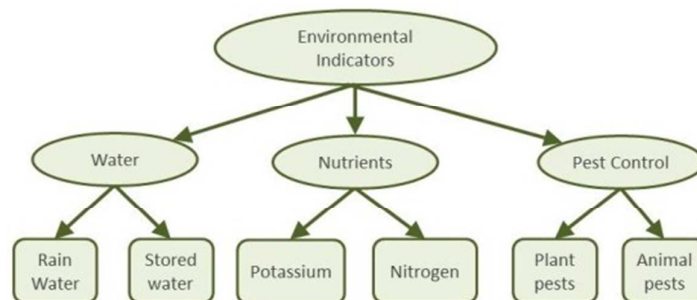 Environmental
Indicators
Water
Nutrients
Pest Control
Rain
Water
Stored
water
Potassium
Nitrogen
Plant
pests
Animal
pests